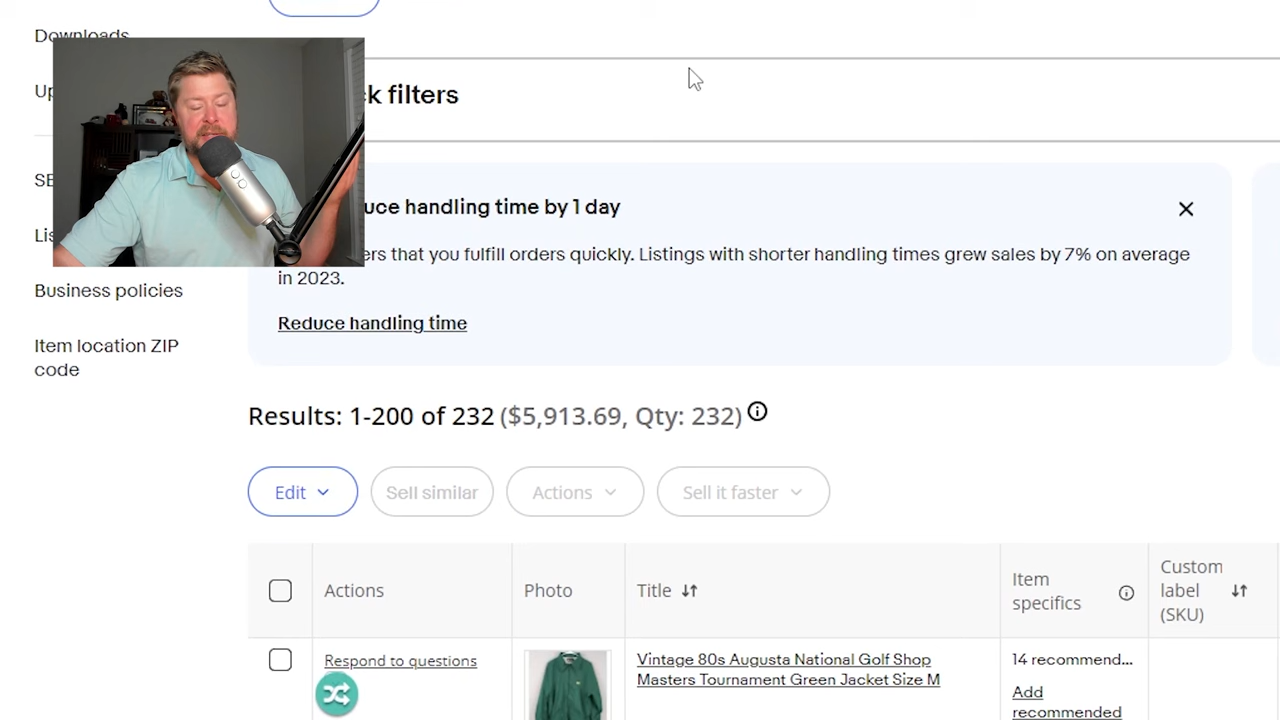 Downloads
k filters
SE
uce handling time by 1 day
Lis
ers that you fulfill orders quickly. Listings with shorter handling times grew sales by 7% on average
in 2023.
Business policies
Reduce handling time
Item location ZIP
code
Results: 1-200 of 232 ($5,913.69, Qty: 232)
Edit
Sell similar
Actions
Sell it faster
Actions
Photo
Title
Item
specifics
Custom
label
(SKU)
Respond to questions
Vintage 80s Augusta National Golf Shop
Masters Tournament Green Jacket Size M
14 recommend...
Add
recommended